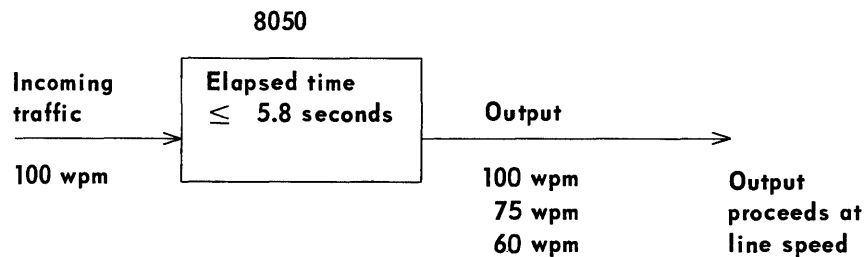 8050
Incoming
traffic
100 wpm
Elapsed time
≤ 5.8 seconds
Output
100 wpm
75 wpm
60 wpm
Output
proceeds at
line speed